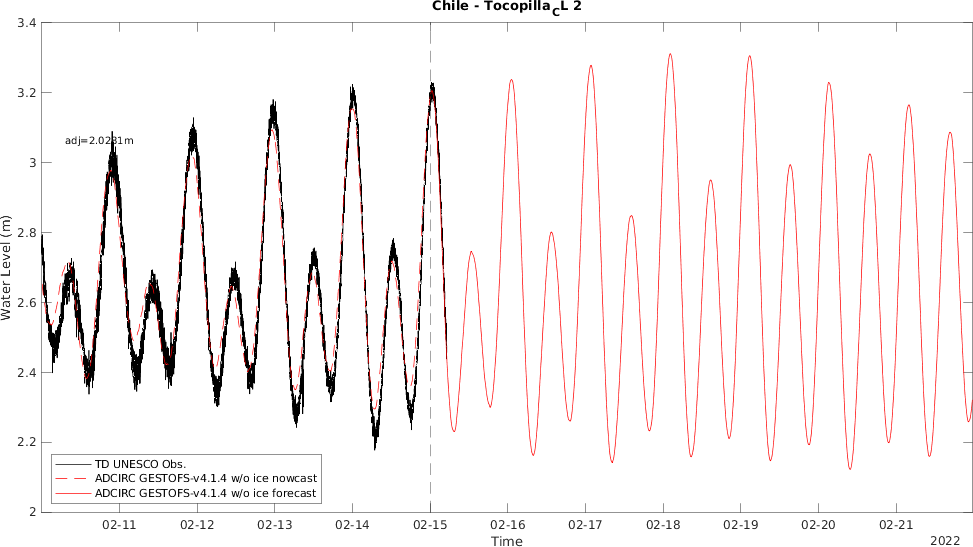 Chile - Tocopilla_CL 2
3.4
3.2
3
2.8
2.6
2.4
2.2
2
Water Level (m)
adj=2.0231m
TD UNESCO Obs.
ADCIRC GESTOFS-v4.1.4 w/o ice nowcast
ADCIRC GESTOFS-v4.1.4 w/o ice forecast
02-11 02-12 02-13 02-14 02-15 02-16 02-17 02-18 02-19 02-20 02-21
Time
2022